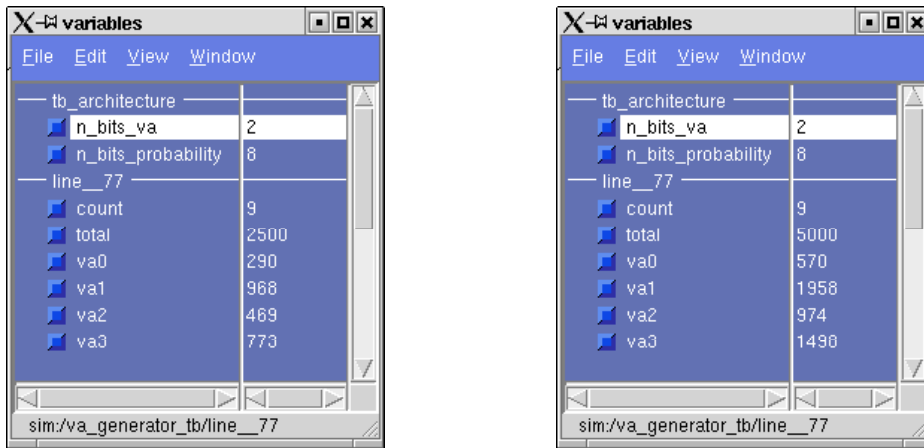 variables
File Edit View Window
tb_architecture
n_bits_va 2
n_bits_probability 8
line__77
count 9
total 2500
va0 290
va1 968
va2 469
va3 773
sim:/va_generator_tb/line__77
variables
File Edit View Window
tb_architecture
n_bits_va 2
n_bits_probability 8
line__77
count 9
total 5000
va0 570
va1 1958
va2 974
va3 1498
sim:/va_generator_tb/line__77